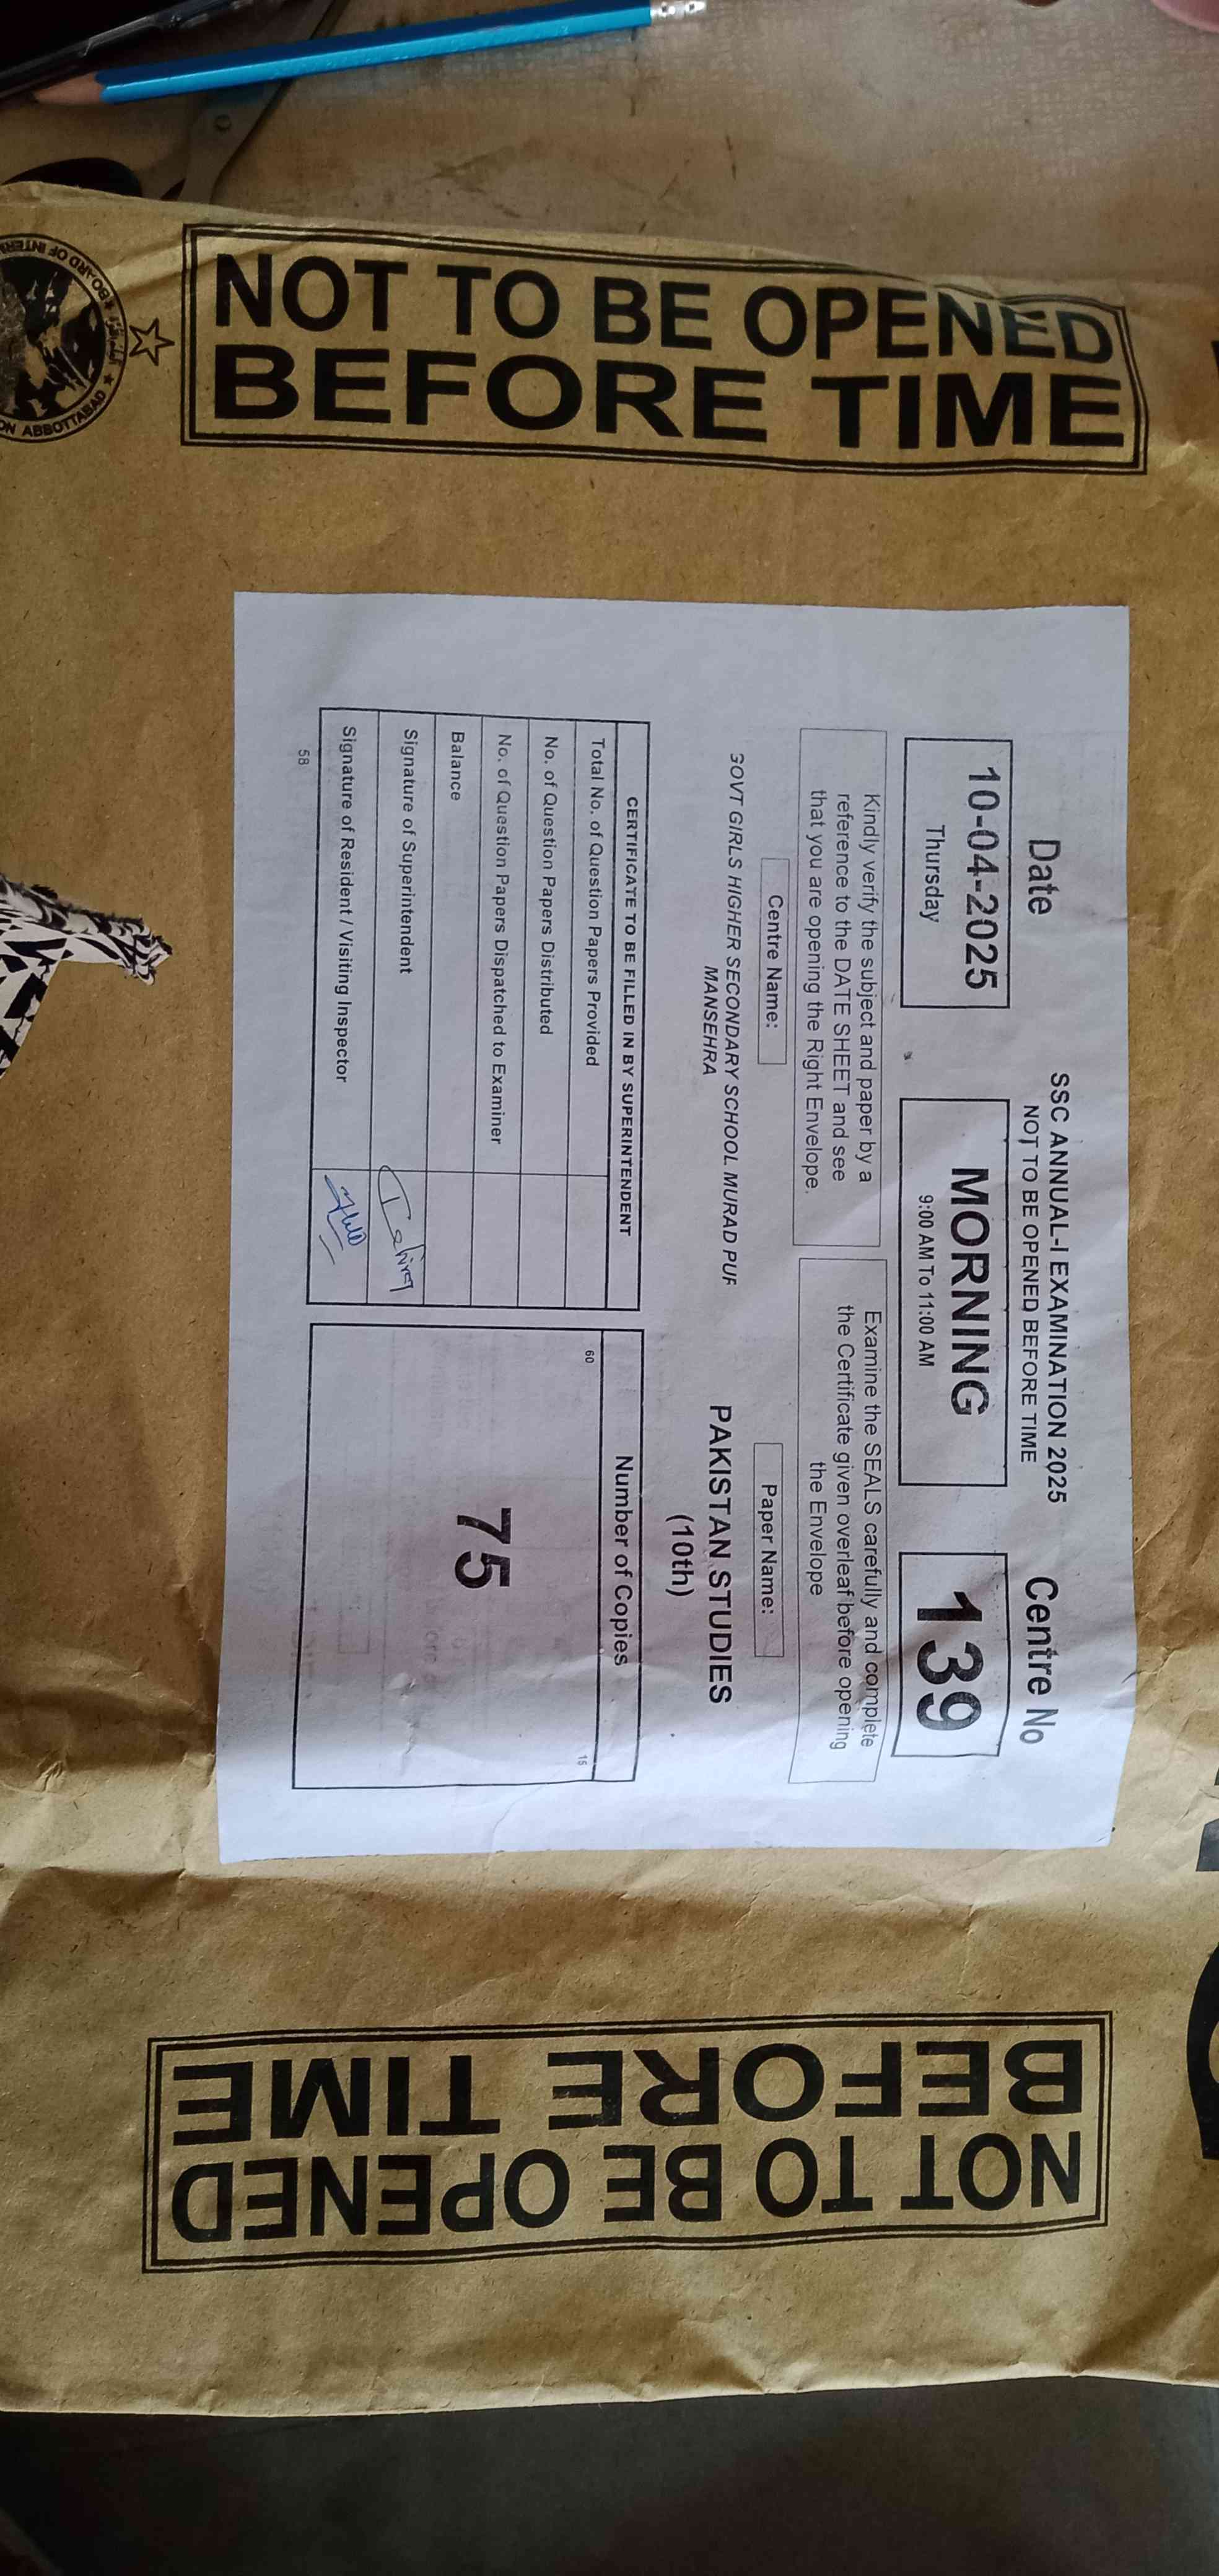 NOT TO BE OPENED
BEFORE TIME
BOARD OF INTER
ON ABBOTTABAD
SSC ANNUAL-I EXAMINATION 2025
NOT TO BE OPENED BEFORE TIME
Date
10-04-2025
Thursday
MORNING
9:00 AM To 11:00 AM
Centre No
139
Kindly verify the subject and paper by a
reference to the DATE SHEET and see
that you are opening the Right Envelope.
Examine the SEALS carefully and complete
the Certificate given overleaf before opening
the Envelope
Centre Name:
GOVT GIRLS HIGHER SECONDARY SCHOOL MURAD PUR
MANSEHRA
Paper Name:
PAKISTAN STUDIES
(10th)
CERTIFICATE TO BE FILLED IN BY SUPERINTENDENT
Total No. of Question Papers Provided
No. of Question Papers Distributed
No. of Question Papers Dispatched to Examiner
Balance
Signature of Superintendent
Signature of Resident / Visiting Inspector
58
Number of Copies
60
15
75
NOT TO BE OPENED
BEFORE TIME